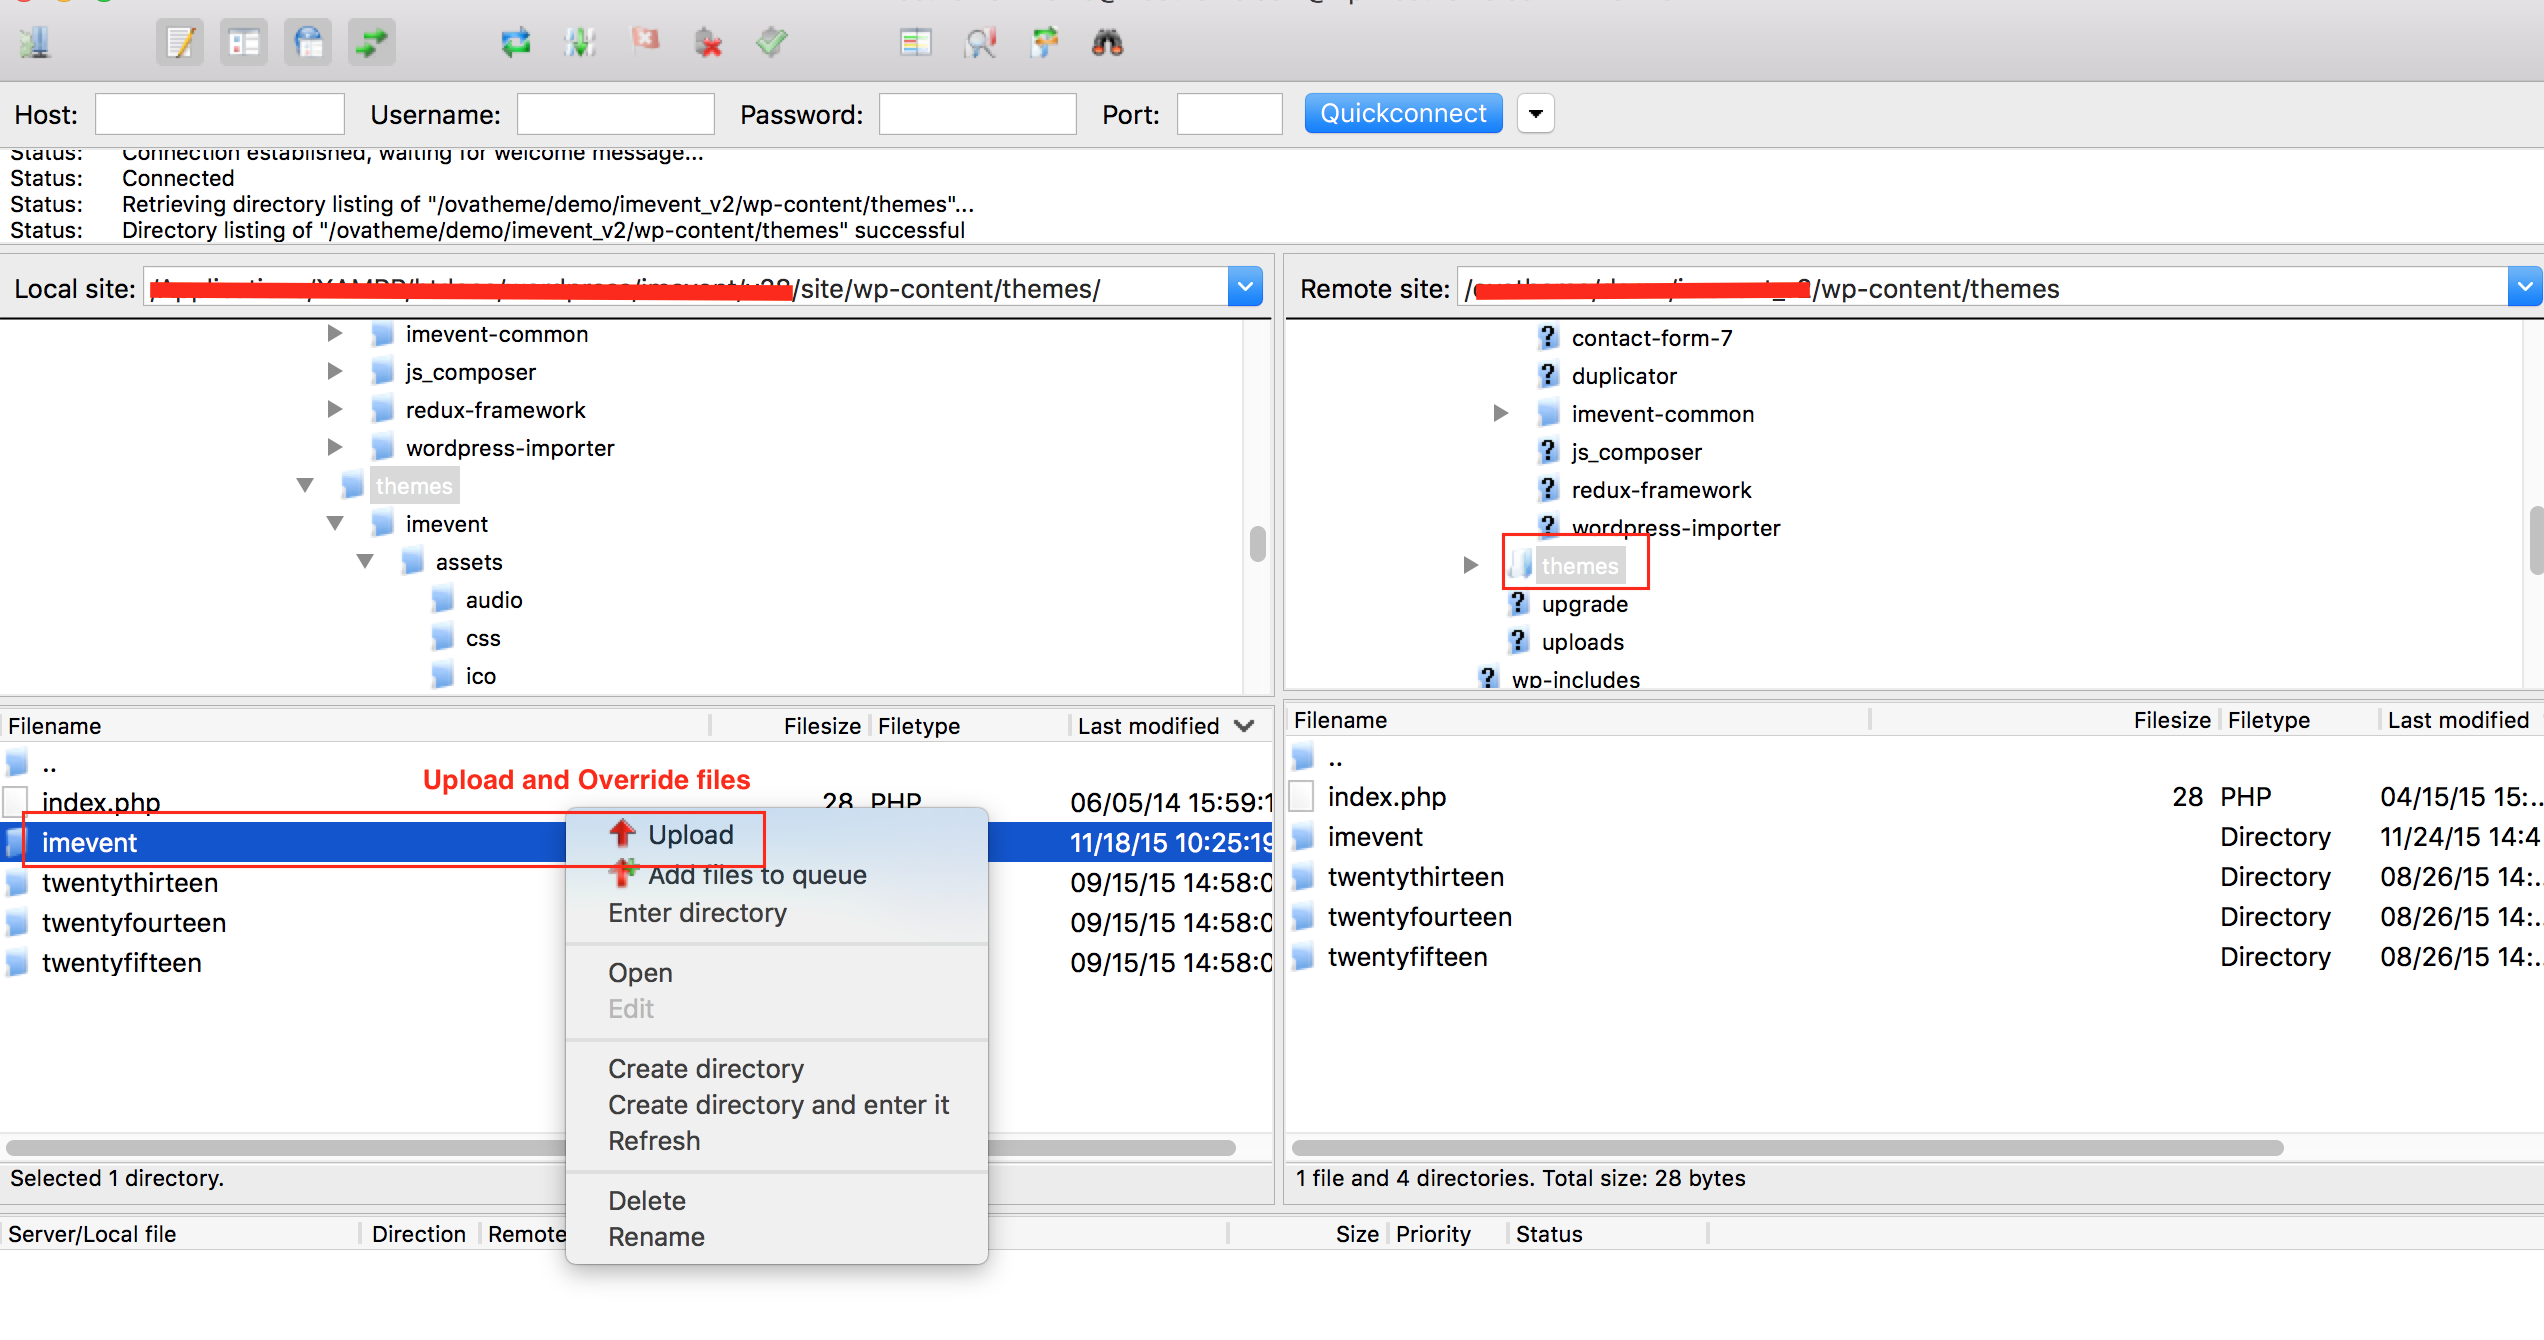 Host: Username: Password: Port: Quickconnect
Status: Connection established, waiting for welcome message...
Status: Connected
Status: Retrieving directory listing of "/ovatheme/demo/imevent_v2/wp-content/themes"...
Status: Directory listing of "/ovatheme/demo/imevent_v2/wp-content/themes" successful
Local site: /site/wp-content/themes/
imevent-common
js_composer
redux-framework
wordpress-importer
themes
imevent
assets
audio
css
ico
Remote site: /wp-content/themes
contact-form-7
duplicator
imevent-common
js_composer
redux-framework
wordpress-importer
themes
upgrade
uploads
wp-includes
Filename Filesize Filetype Last modified
..
Upload and Override files
index.php 28 PHP 06/05/14 15:59:1
imevent 11/18/15 10:25:19
twentythirteen 09/15/15 14:58:0
twentyfourteen 09/15/15 14:58:0
twentyfifteen 09/15/15 14:58:0
Upload
Add files to queue
Enter directory
Open
Edit
Create directory
Create directory and enter it
Refresh
Delete
Rename
Selected 1 directory.
Filename Filesize Filetype Last modified
..
index.php 28 PHP 04/15/15 15:..
imevent Directory 11/24/15 14:4
twentythirteen Directory 08/26/15 14:..
twentyfourteen Directory 08/26/15 14:..
twentyfifteen Directory 08/26/15 14:..
1 file and 4 directories. Total size: 28 bytes
Server/Local file Direction Remote Size Priority Status